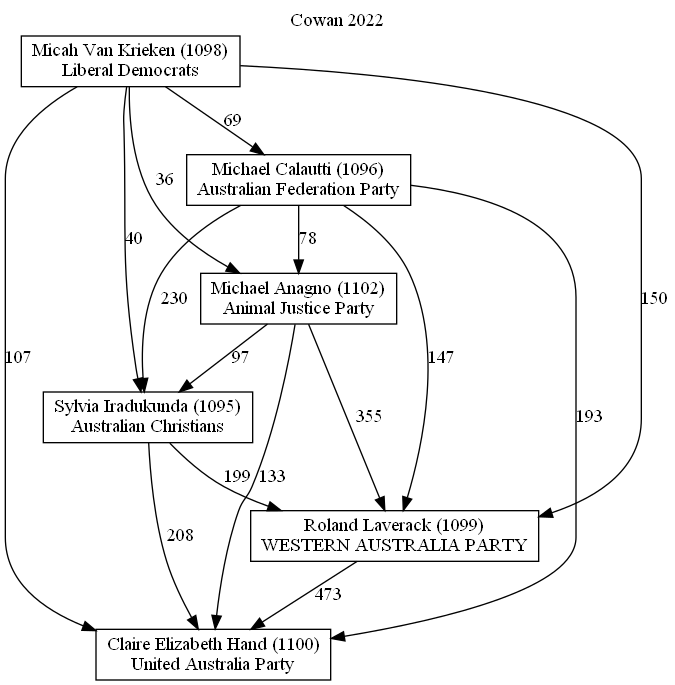 Cowan 2022
Micah Van Krieken (1098)
Liberal Democrats
69
Michael Calautti (1096)
Australian Federation Party
36
40
230
78
Michael Anagno (1102)
Animal Justice Party
150
107
97
147
355
193
Sylvia Iradukunda (1095)
Australian Christians
199
133
208
Roland Laverack (1099)
WESTERN AUSTRALIA PARTY
473
Claire Elizabeth Hand (1100)
United Australia Party